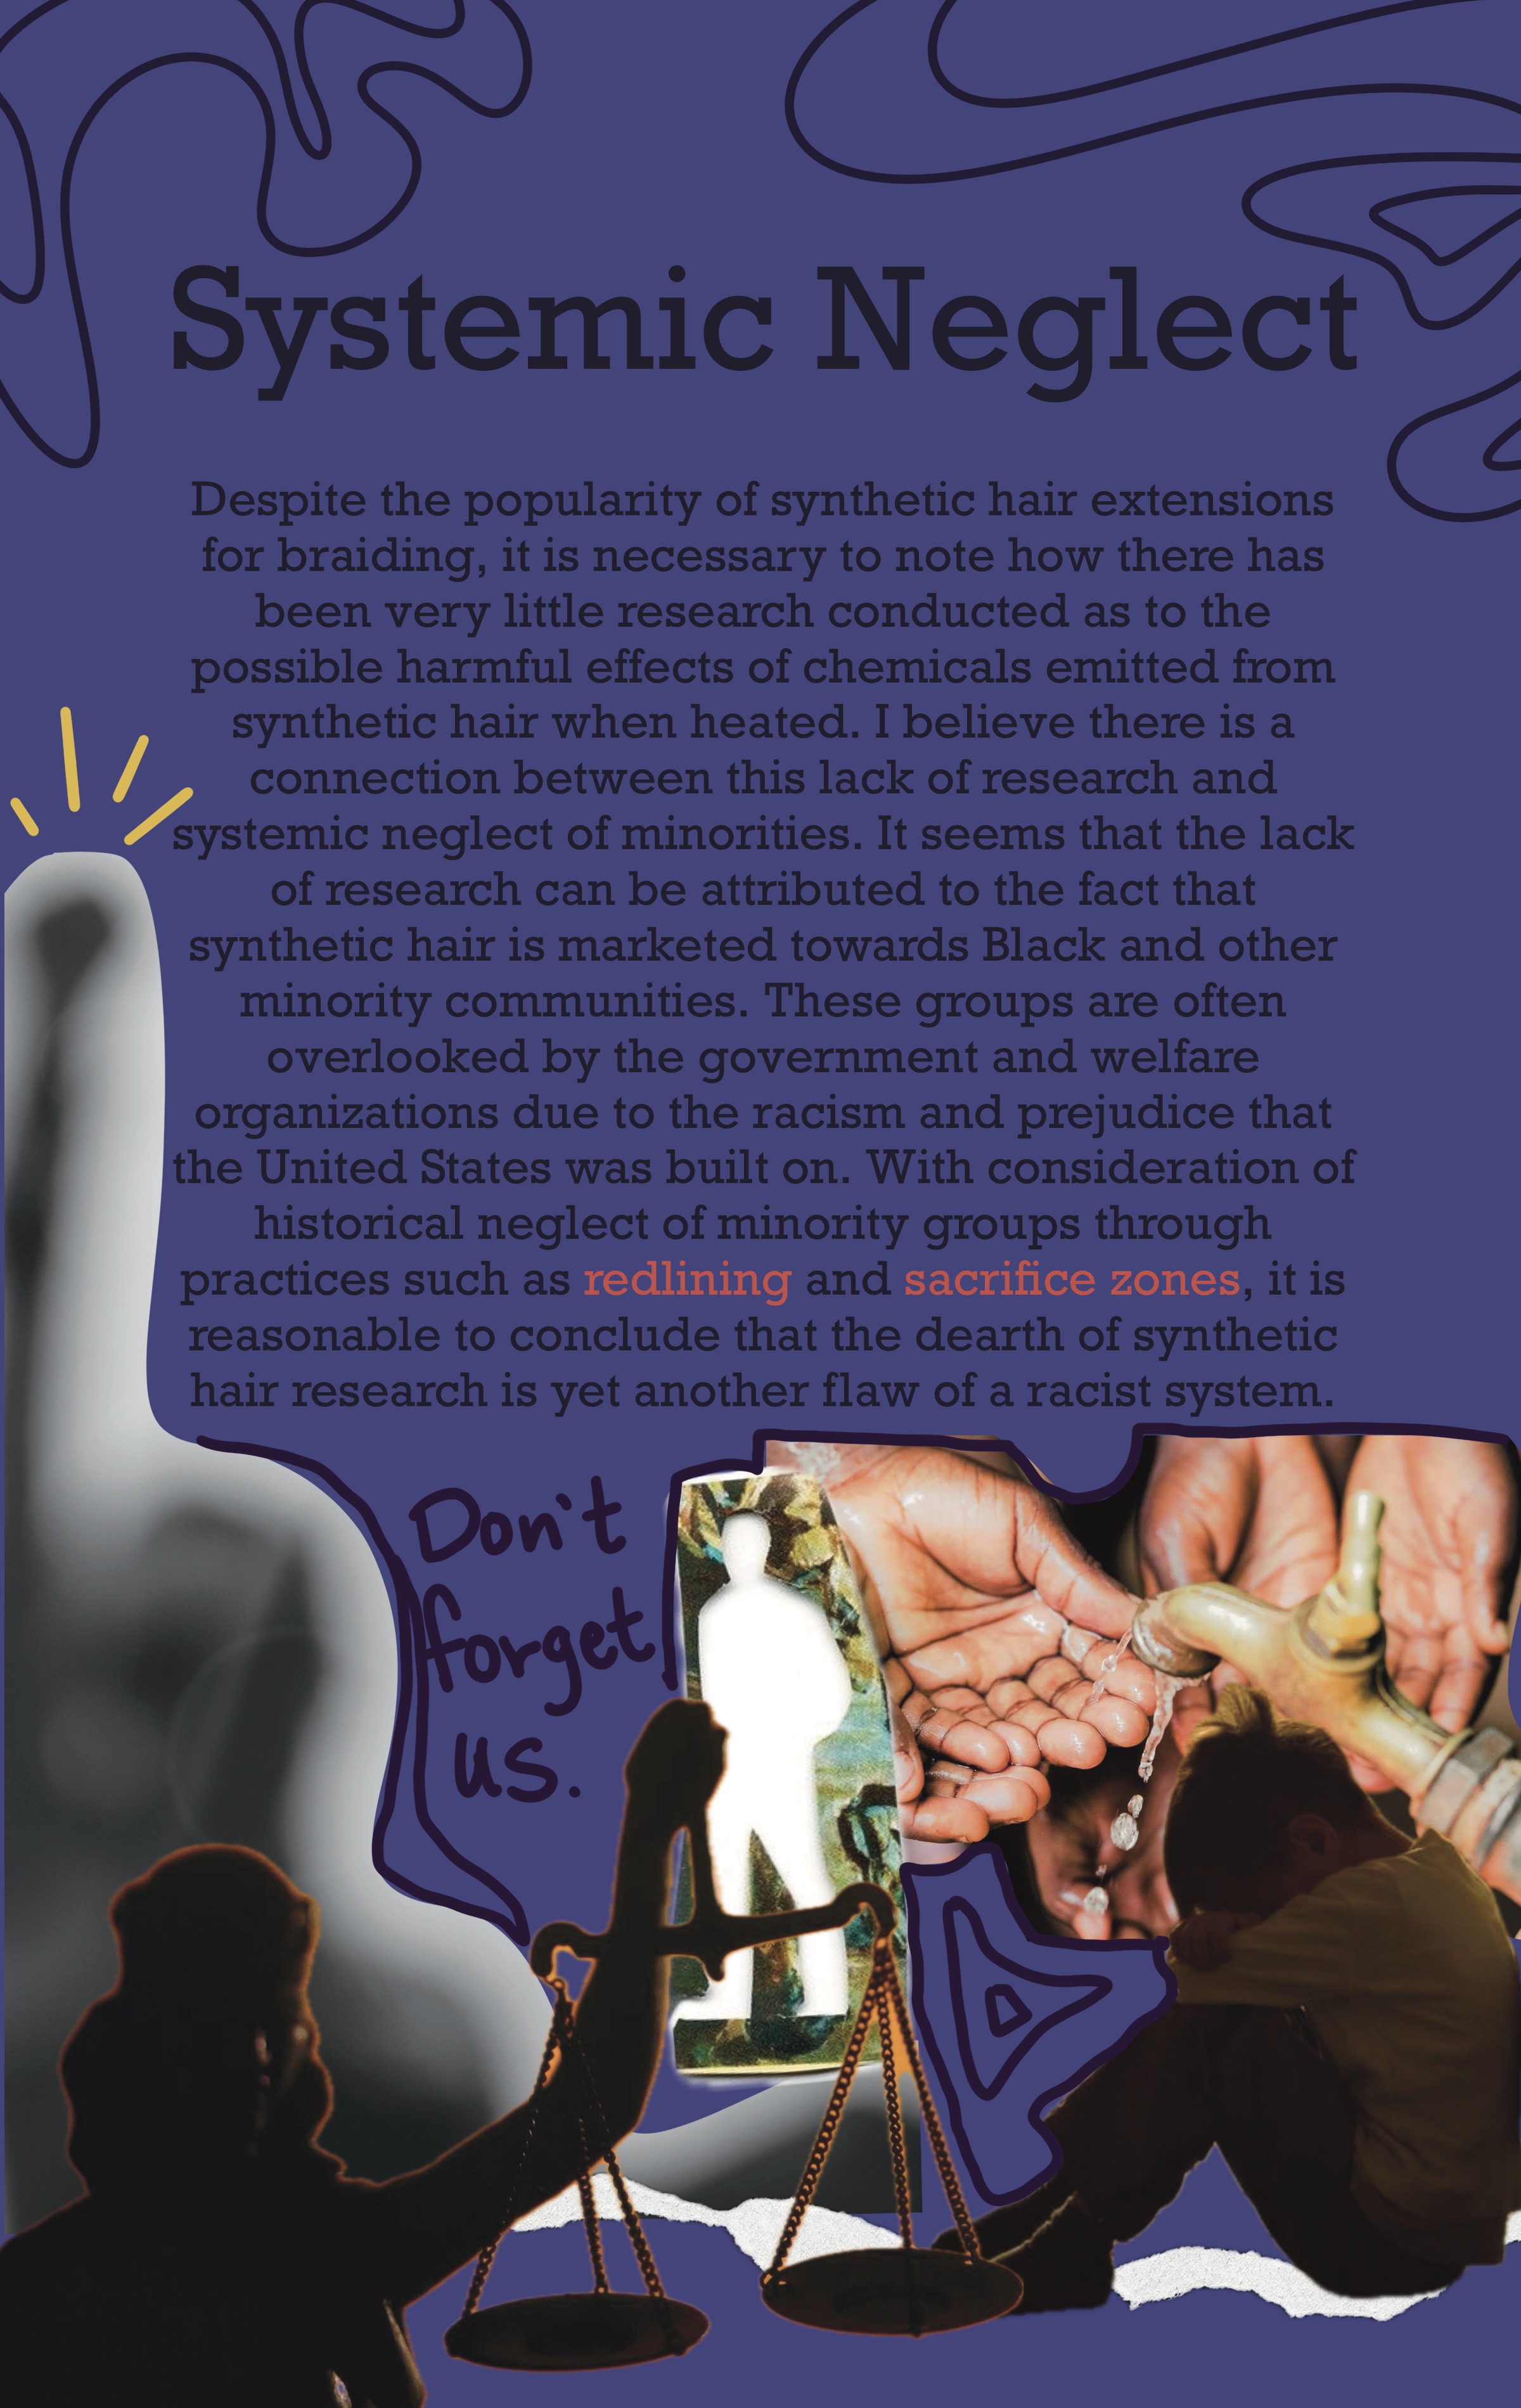 Systemic Neglect
Despite the popularity of synthetic hair extensions
for braiding, it is necessary to note how there has
been very little research conducted as to the
possible harmful effects of chemicals emitted from
synthetic hair when heated. I believe there is a
connection between this lack of research and
systemic neglect of minorities. It seems that the lack
of research can be attributed to the fact that
synthetic hair is marketed towards Black and other
minority communities. These groups are often
overlooked by the government and welfare
organizations due to the racism and prejudice that
the United States was built on. With consideration of
historical neglect of minority groups through
practices such as redlining and sacrifice zones, it is
reasonable to conclude that the dearth of synthetic
hair research is yet another flaw of a racist system.
Don't
forget
us.